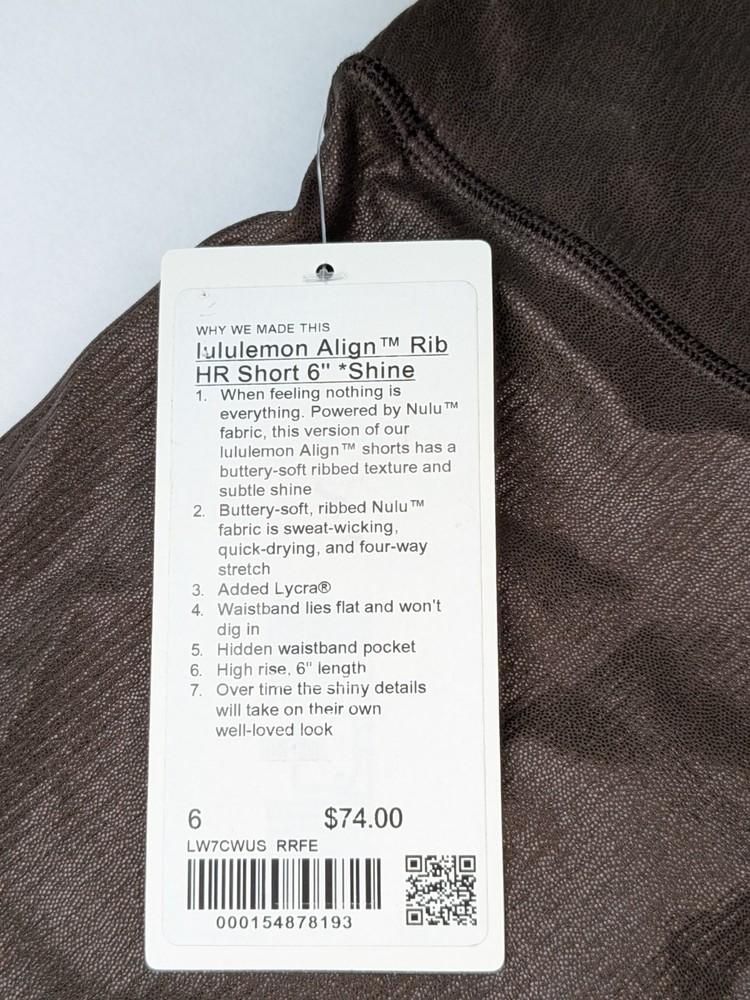 WHY WE MADE THIS
lululemon Align™ Rib
HR Short 6" *Shine
1. When feeling nothing is
everything. Powered by Nulu™
fabric, this version of our
lululemon Align™ shorts has a
buttery-soft ribbed texture and
subtle shine
2. Buttery-soft, ribbed Nulu™
fabric is sweat-wicking,
quick-drying, and four-way
stretch
3. Added Lycra®
4. Waistband lies flat and won't
dig in
5. Hidden waistband pocket
6. High rise, 6" length
7. Over time the shiny details
will take on their own
well-loved look
6 $74.00
LW7CWUS RRFE
000154878193